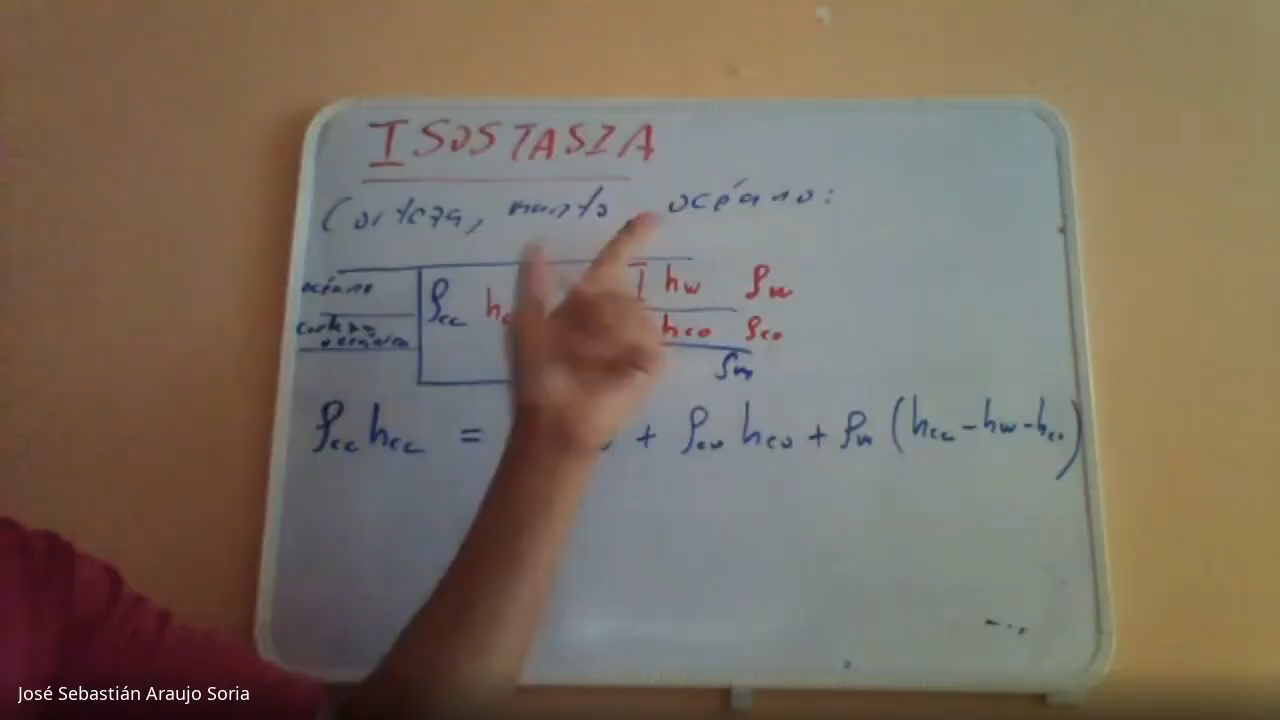 ISOSTASIA
Corteza, manto, océano:
océano
corteza oceánica
ρcc
hw ρw
hco ρco
ρm
ρcc hcc = + ρco hco + ρm (hcc - hw - hco)
José Sebastián Araujo Soria